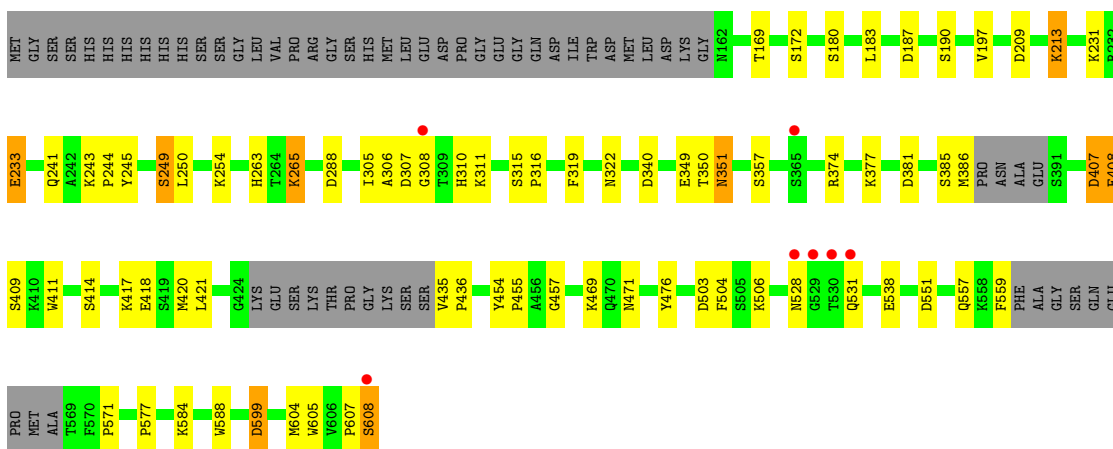 MET GLY SER SER HIS HIS HIS HIS HIS HIS SER SER GLY LEU VAL PRO ARG GLY SER HIS MET LEU GLU ASP PRO GLY GLU GLY GLN ASP ILE TRP ASP MET LEU ASP LYS GLY N162 T169 S172 S180 L183 D187 S190 V197 D209 K213 K231
E233 Q241 A242 K243 P244 Y245 S249 L250 K254 H263 T264 K265 D288 I305 A306 D307 G308 T309 H310 K311 S315 P316 F319 N322 D340 E349 T350 N351 S357 S365 R374 K377 D381 S385 M386 PRO ASN ALA GLU S391 D407
S409 K410 W411 S414 K417 E418 S419 M420 L421 G424 LYS GLU SER LYS THR PRO GLY LYS SER SER V435 P436 Y454 P455 A456 G457 K469 Q470 N471 Y476 D503 F504 S505 K506 N528 G529 T530 Q531 E538 D551 Q557 K558 F559 PHE ALA GLY SER GLN
PRO MET ALA T569 F570 P571 P577 K584 W588 D599 M604 W605 V606 P607 S608